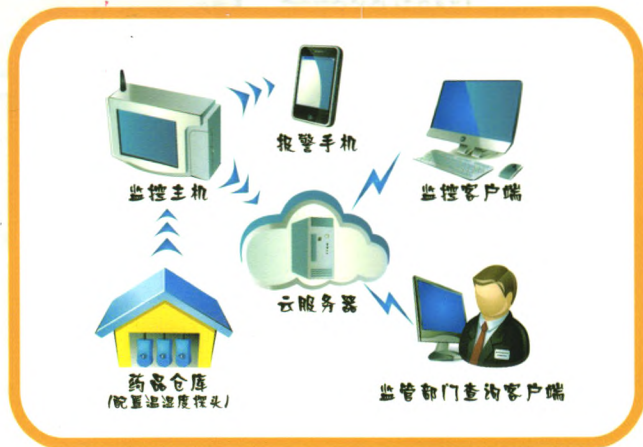 报警手机
监控主机
监控客户端
云服务器
药品仓库
(配置温湿度探头)
监管部门查询客户端